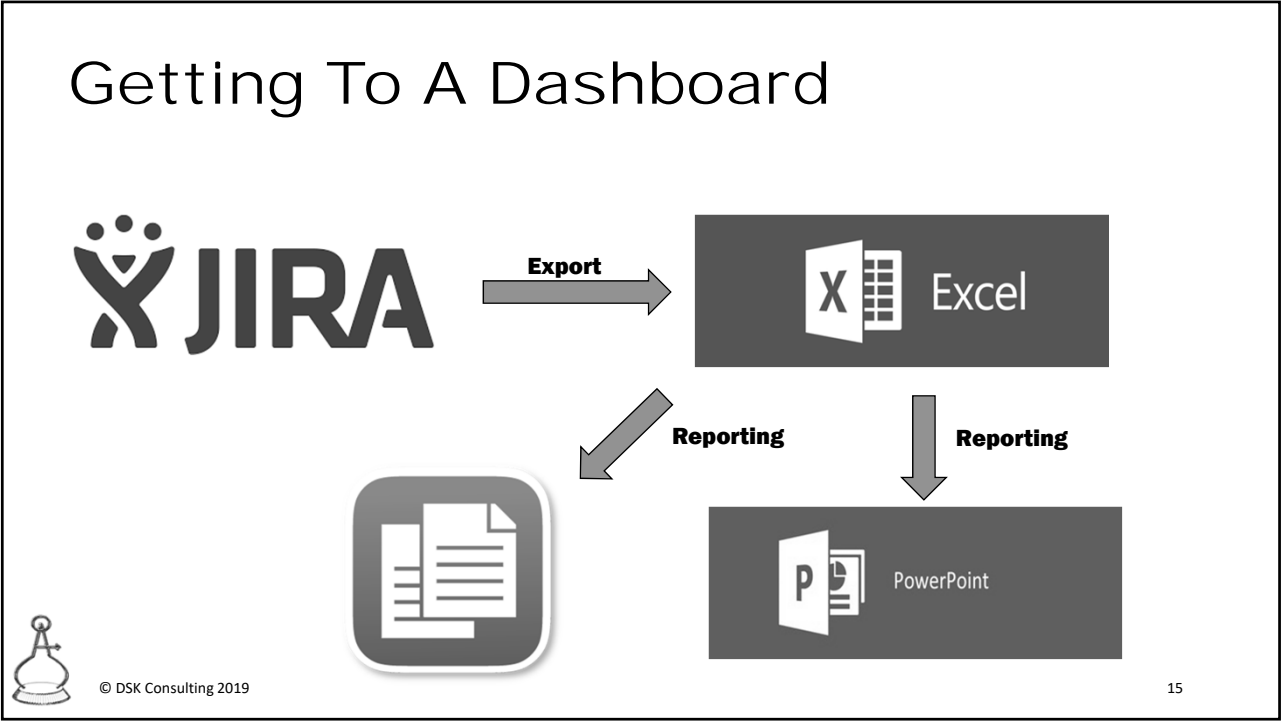 Getting To A Dashboard
JIRA
Export
X
Excel
Reporting
Reporting
P
PowerPoint
© DSK Consulting 2019
15